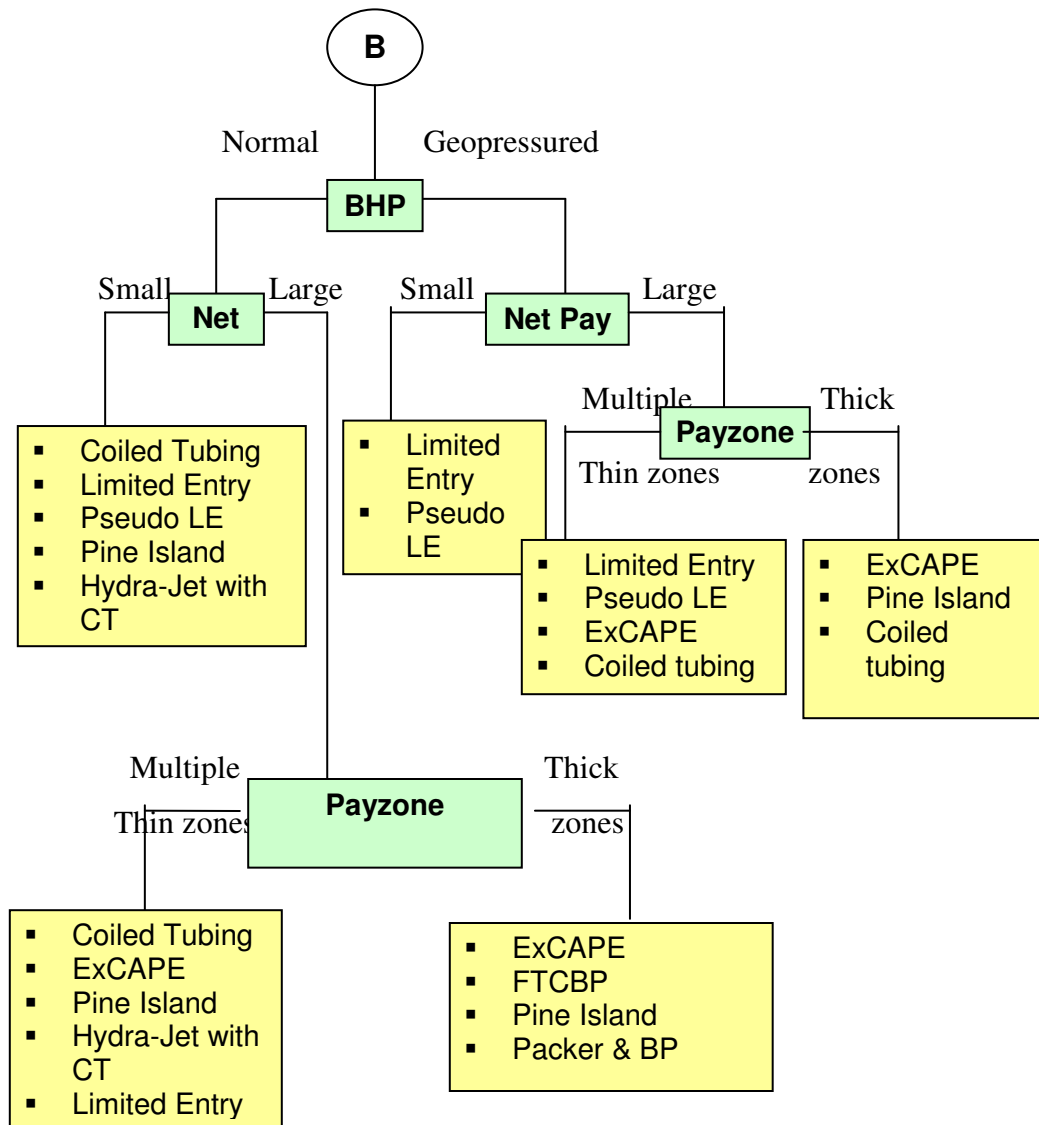 B
Normal
Geopressured
BHP
Small
Large
Net
Small
Large
Net Pay
Multiple
Thin zones
Payzone
Thick
zones
▪ Coiled Tubing
▪ Limited Entry
▪ Pseudo LE
▪ Pine Island
▪ Hydra-Jet with
CT
▪ Limited
Entry
▪ Pseudo
LE
▪ Limited Entry
▪ Pseudo LE
▪ ExCAPE
▪ Coiled tubing
▪ ExCAPE
▪ Pine Island
▪ Coiled
tubing
Multiple
Thin zones
Payzone
Thick
zones
▪ Coiled Tubing
▪ ExCAPE
▪ Pine Island
▪ Hydra-Jet with
CT
▪ Limited Entry
▪ ExCAPE
▪ FTCBP
▪ Pine Island
▪ Packer & BP